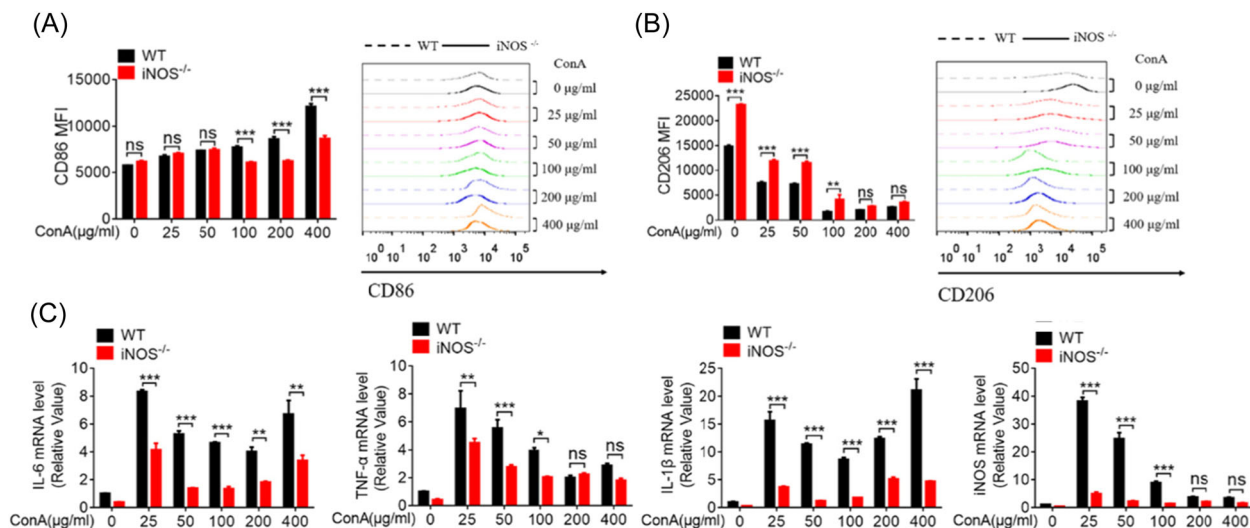 (A)
WT
iNOS-/-
CD86 MFI
15000
10000
5000
0
ns
ns
ns
***
***
***
ConA(μg/ml)
0 25 50 100 200 400
WT iNOS -/-
ConA
0 μg/ml
25 μg/ml
50 μg/ml
100 μg/ml
200 μg/ml
400 μg/ml
10^0 10^1 10^2 10^3 10^4 10^5
CD86
(B)
WT
iNOS-/-
CD206 MFI
25000
20000
15000
10000
5000
0
***
***
***
**
ns
ns
ConA(μg/ml)
0 25 50 100 200 400
WT iNOS -/-
ConA
0 μg/ml
25 μg/ml
50 μg/ml
100 μg/ml
200 μg/ml
400 μg/ml
10^0 10^1 10^2 10^3 10^4 10^5
CD206
(C)
WT
iNOS-/-
IL-6 mRNA level
(Relative Value)
10
8
6
4
2
0
***
***
***
**
**
ConA(μg/ml)
0 25 50 100 200 400
WT
iNOS-/-
TNF-α mRNA level
(Relative Value)
10
8
6
4
2
0
**
***
*
ns
ns
ConA(μg/ml)
0 25 50 100 200 400
WT
iNOS-/-
IL-1β mRNA level
(Relative Value)
25
20
15
10
5
0
***
***
***
***
***
ConA(μg/ml)
0 25 50 100 200 400
WT
iNOS-/-
iNOS mRNA level
(Relative Value)
50
40
30
20
10
0
***
***
***
ns
ns
ConA(μg/ml)
0 25 50 100 200 400